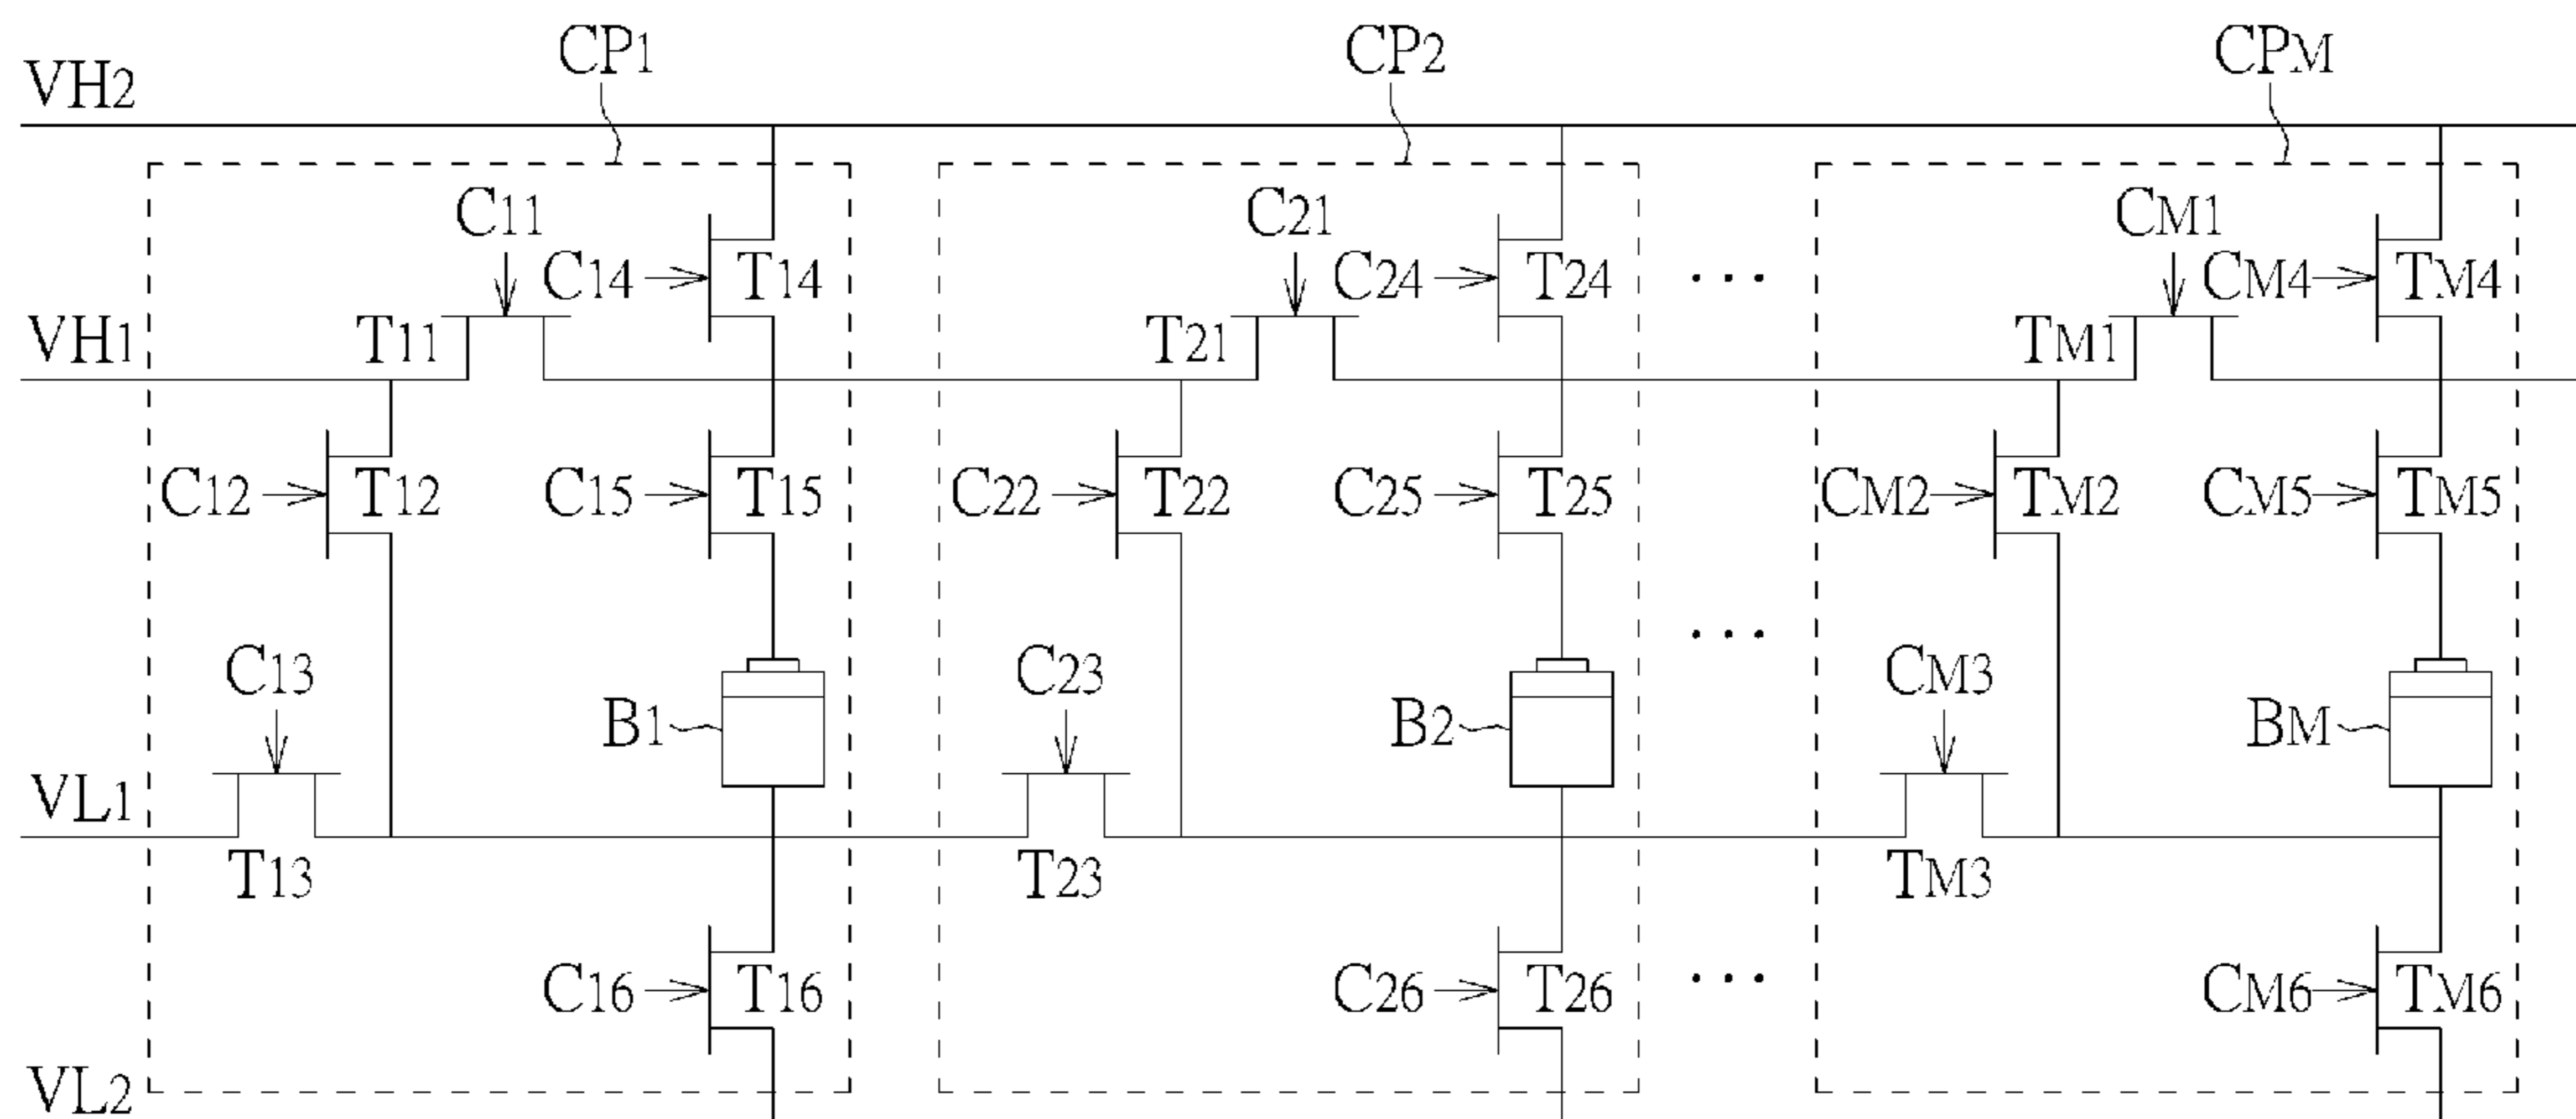 CP1 CP2 CPM
VH2
C11 C21 CM1
C14 T14 C24 T24 ... CM4 TM4
VH1 T11 T21 TM1
C12 T12 C15 T15 C22 T22 C25 T25 CM2 TM2 CM5 TM5
...
C13 C23 CM3
B1 B2 BM
VL1
T13 T23 TM3
C16 T16 C26 T26 ... CM6 TM6
VL2